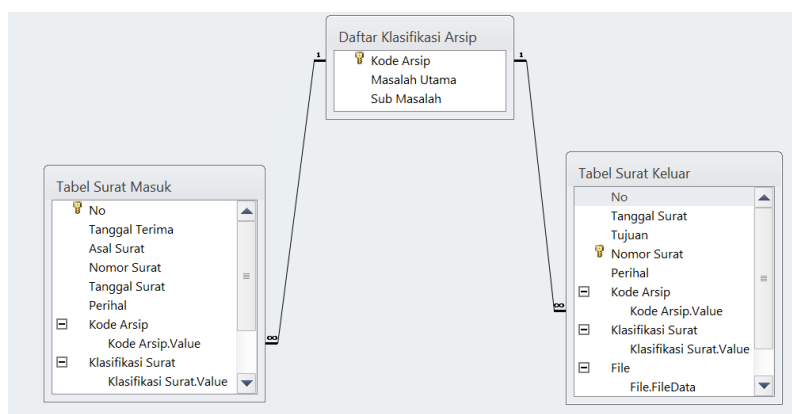 Daftar Klasifikasi Arsip
Kode Arsip
Masalah Utama
Sub Masalah
1
1
Tabel Surat Masuk
No
Tanggal Terima
Asal Surat
Nomor Surat
Tanggal Surat
Perihal
Kode Arsip
Kode Arsip.Value
Klasifikasi Surat
Klasifikasi Surat.Value
∞
Tabel Surat Keluar
No
Tanggal Surat
Tujuan
Nomor Surat
Perihal
Kode Arsip
Kode Arsip.Value
Klasifikasi Surat
Klasifikasi Surat.Value
File
File.FileData
∞